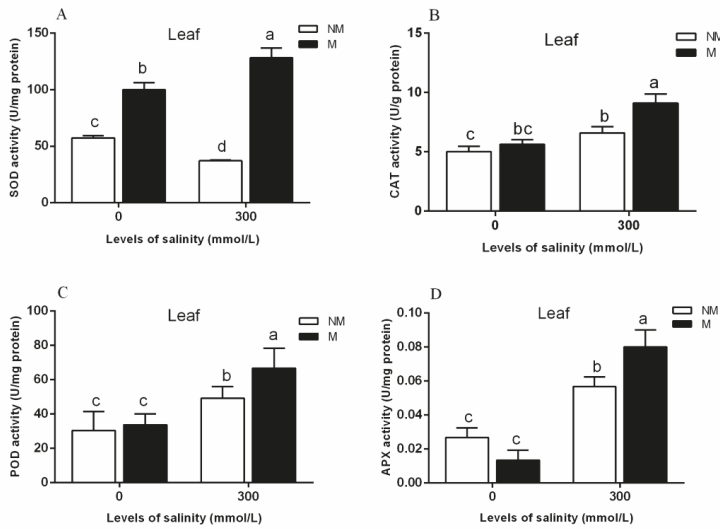 A
Leaf
NM
M
SOD activity (U/mg protein)
150
100
50
0
c
b
d
a
0
300
Levels of salinity (mmol/L)
B
Leaf
NM
M
CAT activity (U/g protein)
15
10
5
0
c
bc
b
a
0
300
Levels of salinity (mmol/L)
C
Leaf
NM
M
POD activity (U/mg protein)
100
80
60
40
20
0
c
c
b
a
0
300
Levels of salinity (mmol/L)
D
Leaf
NM
M
APX activity (U/mg protein)
0.10
0.08
0.06
0.04
0.02
0.00
c
c
b
a
0
300
Levels of salinity (mmol/L)